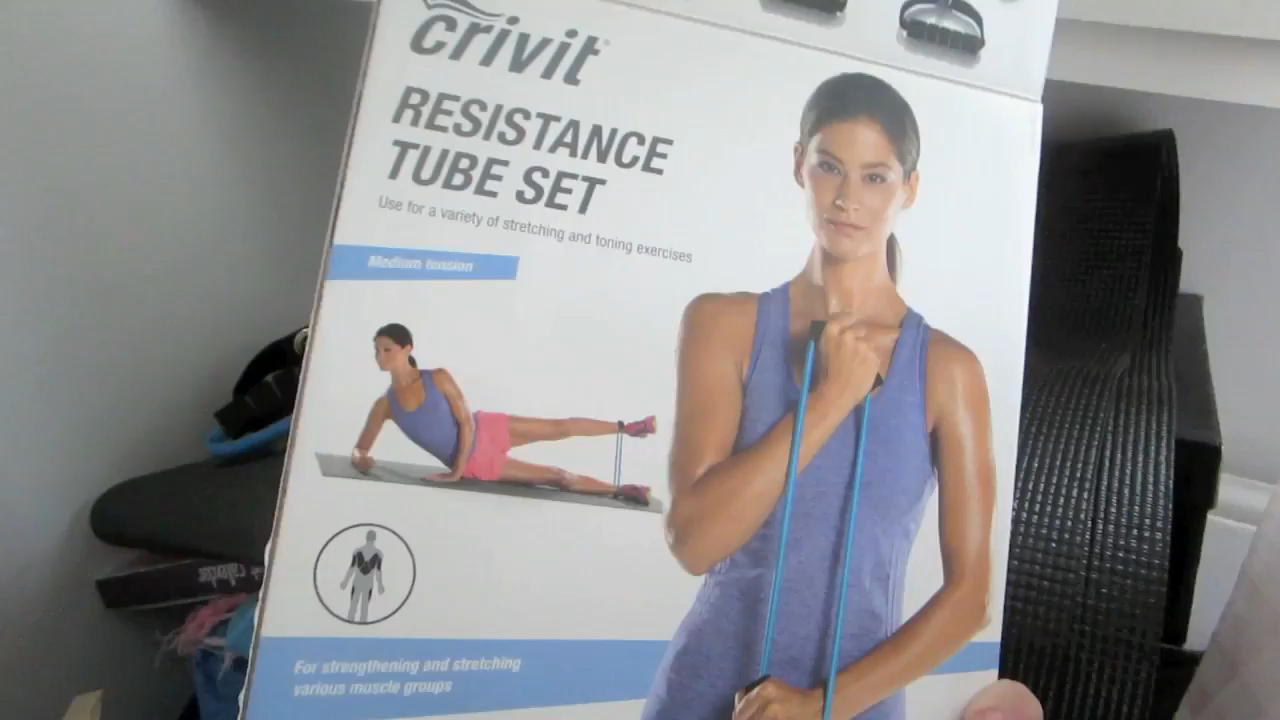 crivit
RESISTANCE
TUBE SET
Use for a variety of stretching and toning exercises
Medium tension
For strengthening and stretching
various muscle groups